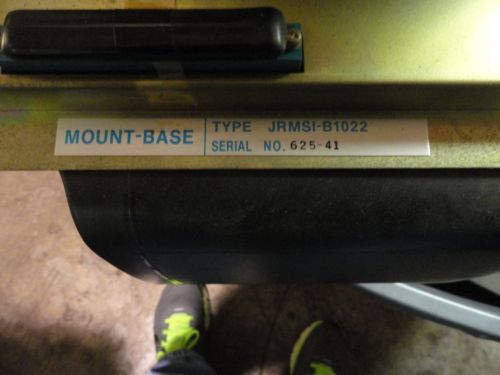 MOUNT-BASE
TYPE JRMSI-B1022
SERIAL NO. 625-41